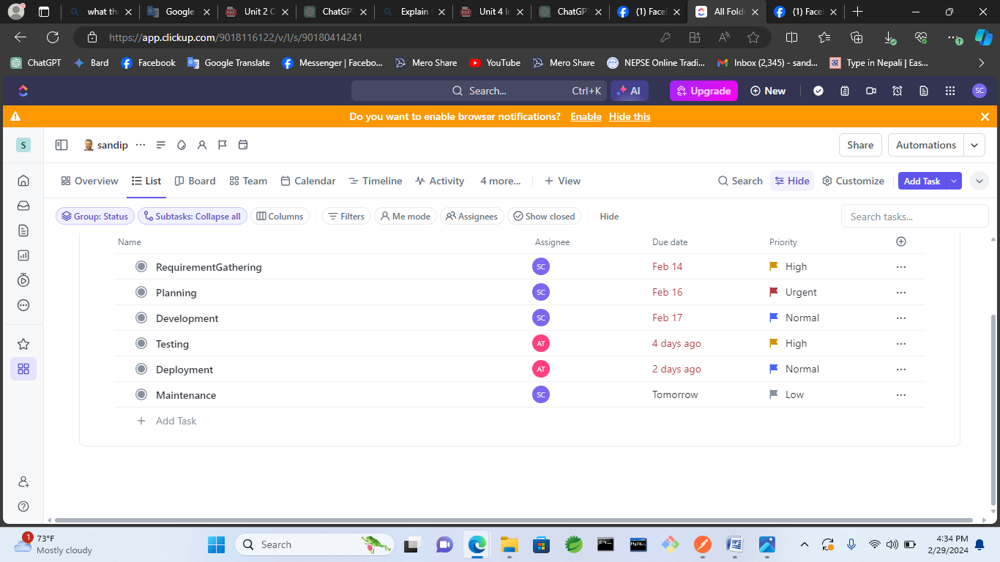 what thi
Google
Unit 2 C
ChatGPT
Explain
Unit 4 In
ChatGPT
(1) Facel
All Fold
(1) Facel
https://app.clickup.com/9018116122/v/l/s/90180414241
ChatGPT Bard Facebook Google Translate Messenger | Facebo... Mero Share YouTube Mero Share NEPSE Online Tradi... Inbox (2,345) - sand... Type in Nepali | Eas...
Search... Ctrl+K AI Upgrade New SC
Do you want to enable browser notifications? Enable Hide this
S sandip Share Automations
Overview List Board Team Calendar Timeline Activity 4 more... View Search Hide Customize Add Task
Group: Status Subtasks: Collapse all Columns Filters Me mode Assignees Show closed Hide Search tasks...
Name Assignee Due date Priority
RequirementGathering SC Feb 14 High
Planning SC Feb 16 Urgent
Development SC Feb 17 Normal
Testing AT 4 days ago High
Deployment AT 2 days ago Normal
Maintenance SC Tomorrow Low
Add Task
1 73°F
Mostly cloudy
Search
4:34 PM
2/29/2024